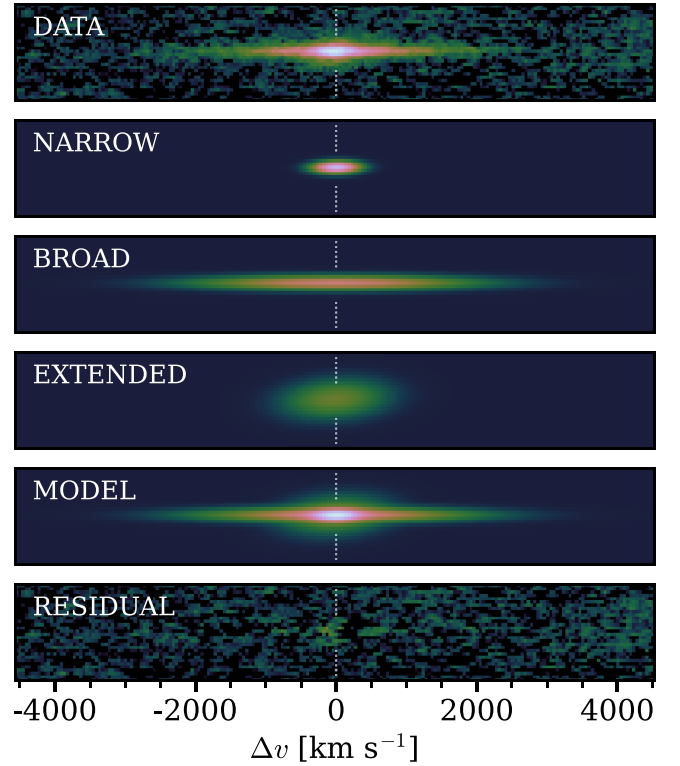 DATA
NARROW
BROAD
EXTENDED
MODEL
RESIDUAL
-4000 -2000 0 2000 4000
Δv [km s⁻¹]